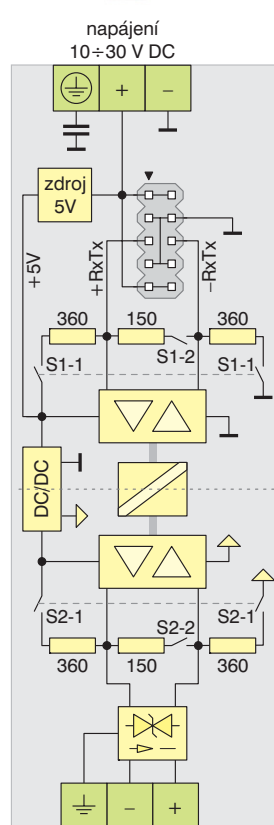 napájení
10÷30 V DC
+ −
zdroj
5V
+5V
+RxTx
−RxTx
360 150 360
S1-1 S1-2 S1-1
DC/DC
S2-1 S2-2 S2-1
360 150 360
− +